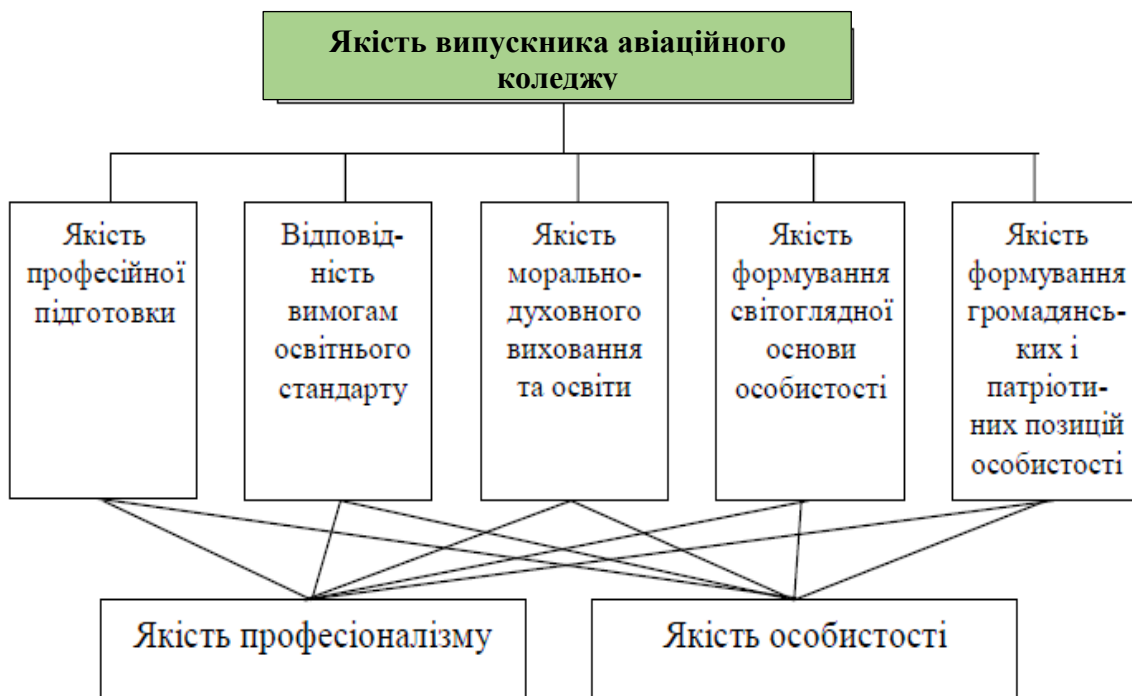 Якість випускника авіаційного
коледжу
Якість
професійної
підготовки
Відповід-
ність
вимогам
освітнього
стандарту
Якість
морально-
духовного
виховання
та освіти
Якість
формування
світоглядної
основи
особистості
Якість
формування
громадянсь-
ких і
патріоти-
них позицій
особистості
Якість професіоналізму
Якість особистості